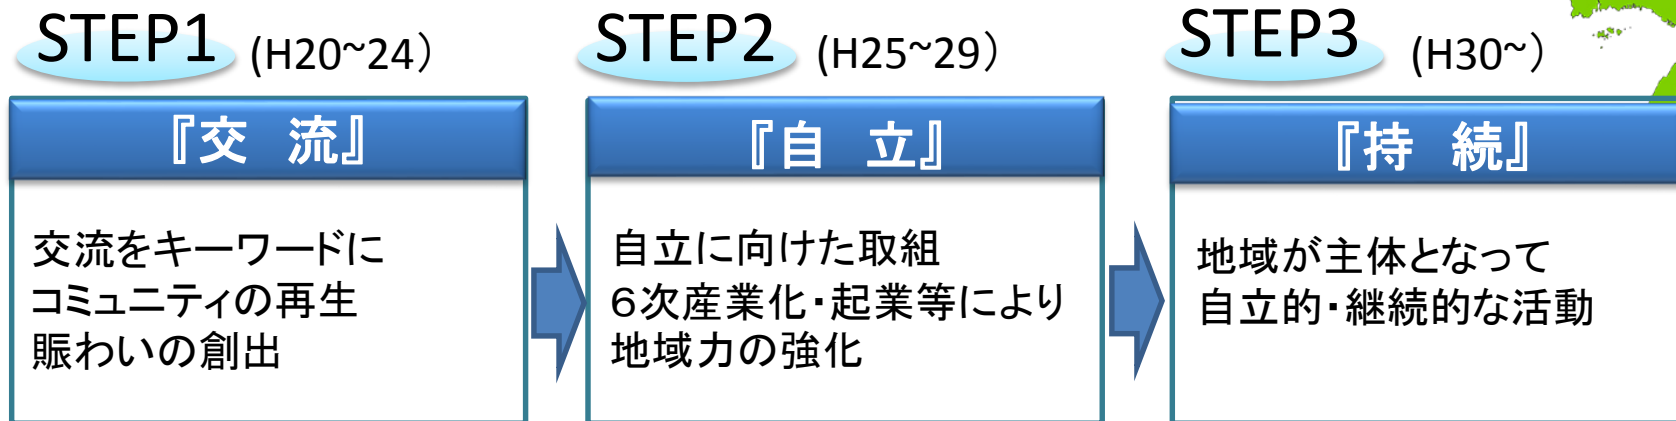 STEP1 (H20~24)
『交　流』
交流をキーワードに
コミュニティの再生
賑わいの創出
STEP2 (H25~29)
『自　立』
自立に向けた取組
６次産業化・起業等により
地域力の強化
STEP3 (H30~)
『持　続』
地域が主体となって
自立的・継続的な活動